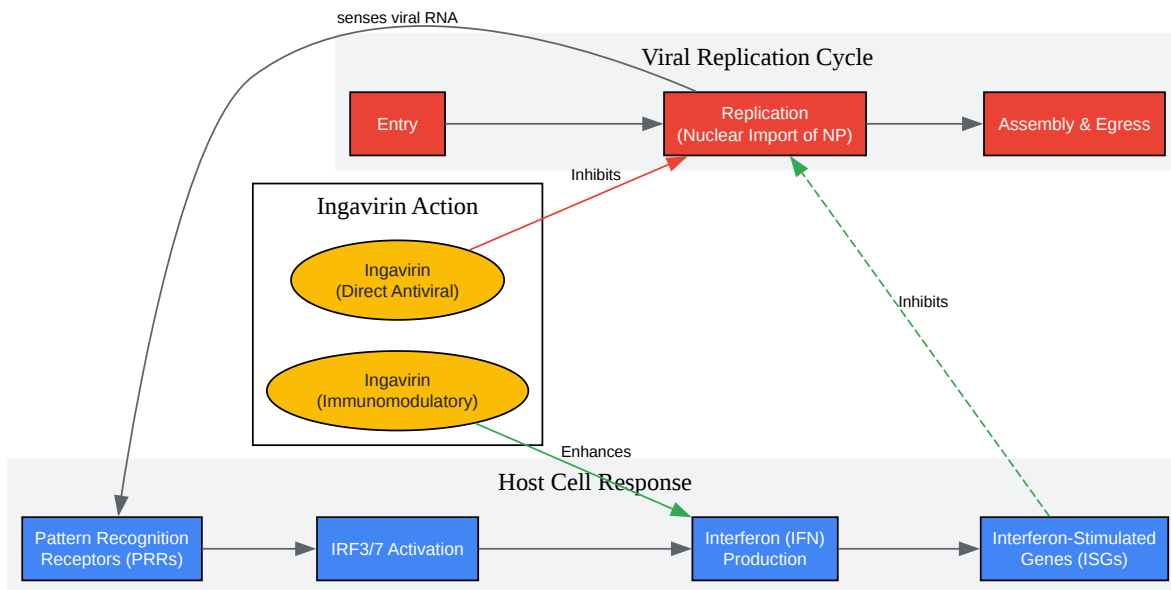 senses viral RNA
Viral Replication Cycle
Entry
Replication
(Nuclear Import of NP)
Assembly & Egress
Inhibits
Ingavirin Action
Ingavirin
(Direct Antiviral)
Inhibits
Ingavirin
(Immunomodulatory)
Enhances
Host Cell Response
Pattern Recognition
Receptors (PRRs)
IRF3/7 Activation
Interferon (IFN)
Production
Interferon-Stimulated
Genes (ISGs)